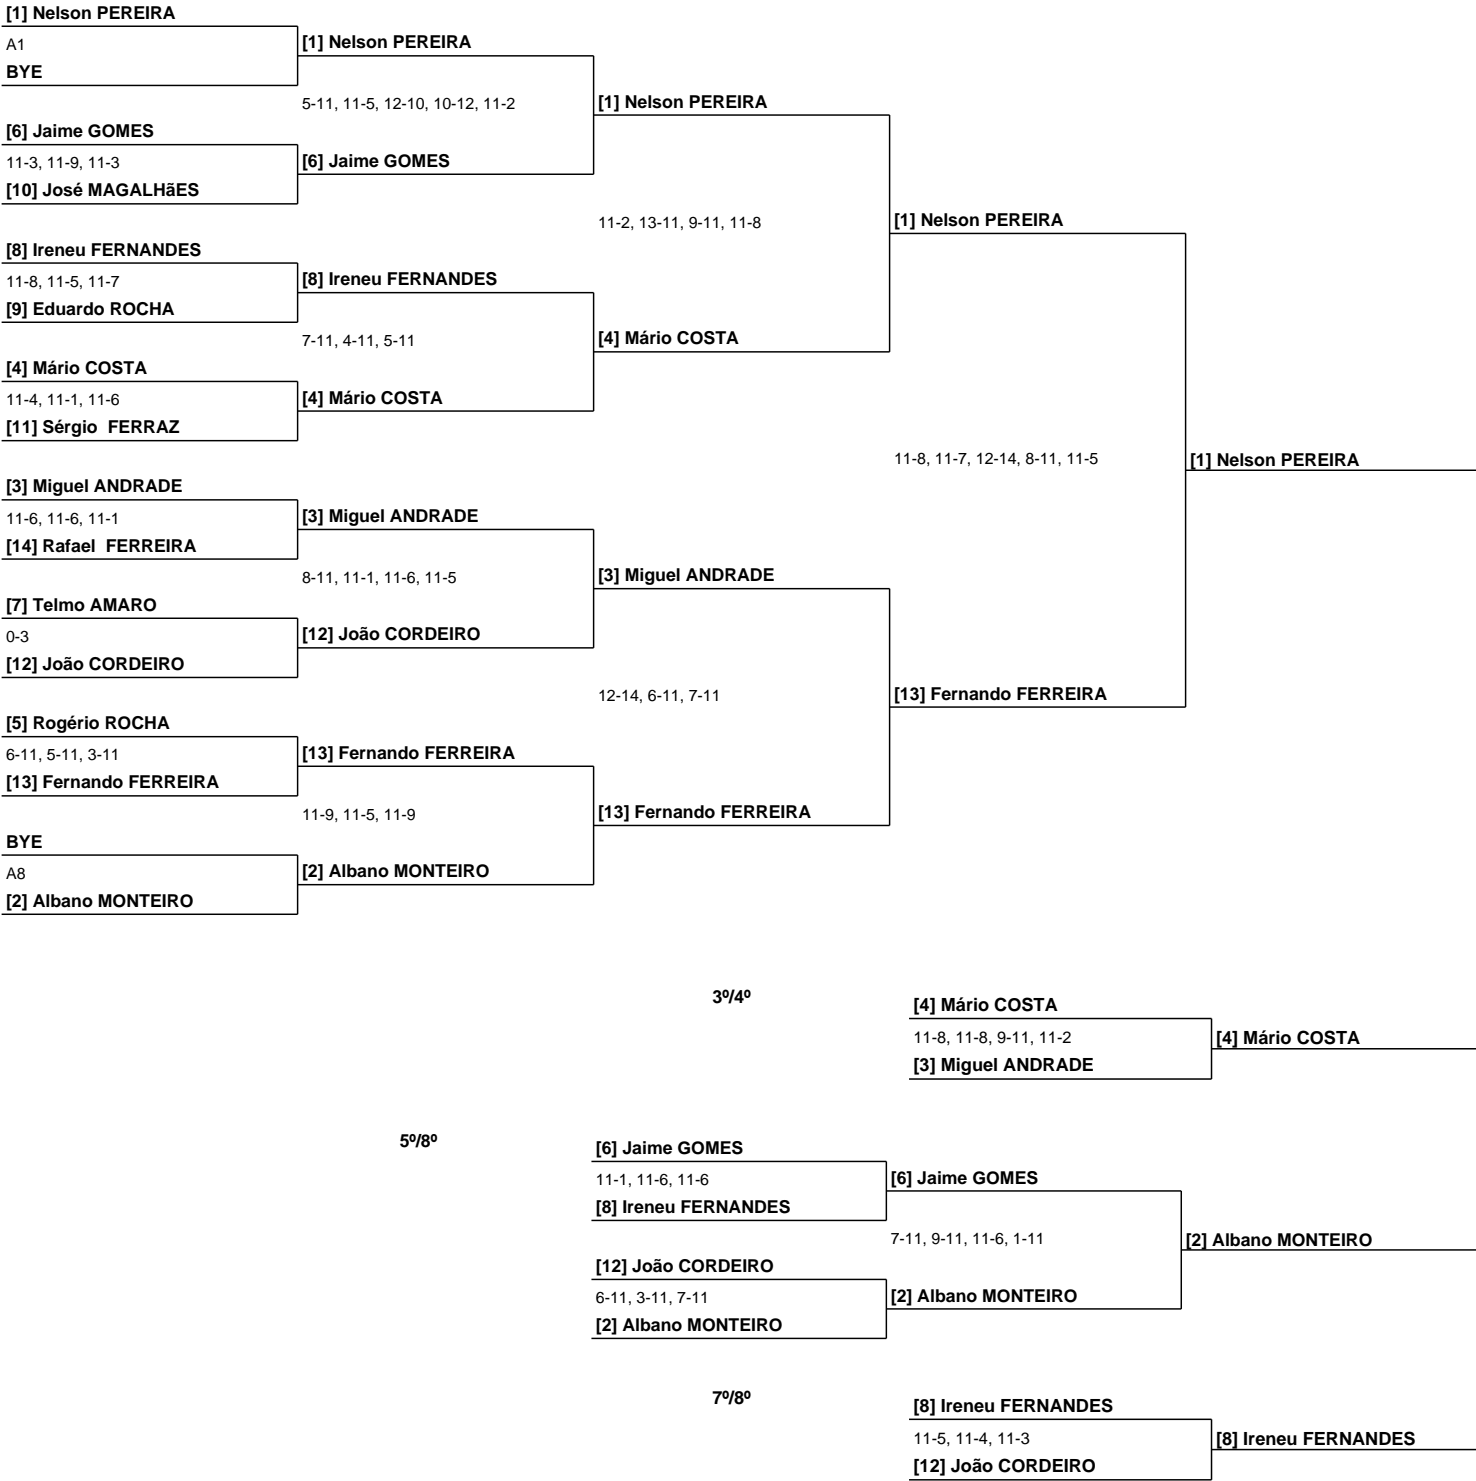 [1] Nelson PEREIRA
A1
[1] Nelson PEREIRA
BYE
5-11, 11-5, 12-10, 10-12, 11-2
[1] Nelson PEREIRA
[6] Jaime GOMES
11-3, 11-9, 11-3
[6] Jaime GOMES
[10] José MAGALHãES
11-2, 13-11, 9-11, 11-8
[1] Nelson PEREIRA
[8] Ireneu FERNANDES
11-8, 11-5, 11-7
[8] Ireneu FERNANDES
[9] Eduardo ROCHA
7-11, 4-11, 5-11
[4] Mário COSTA
[4] Mário COSTA
11-4, 11-1, 11-6
[4] Mário COSTA
[11] Sérgio  FERRAZ
11-8, 11-7, 12-14, 8-11, 11-5
[1] Nelson PEREIRA
[3] Miguel ANDRADE
11-6, 11-6, 11-1
[3] Miguel ANDRADE
[14] Rafael  FERREIRA
8-11, 11-1, 11-6, 11-5
[3] Miguel ANDRADE
[7] Telmo AMARO
0-3
[12] João CORDEIRO
[12] João CORDEIRO
12-14, 6-11, 7-11
[13] Fernando FERREIRA
[5] Rogério ROCHA
6-11, 5-11, 3-11
[13] Fernando FERREIRA
[13] Fernando FERREIRA
11-9, 11-5, 11-9
[13] Fernando FERREIRA
BYE
A8
[2] Albano MONTEIRO
[2] Albano MONTEIRO
3º/4º
[4] Mário COSTA
11-8, 11-8, 9-11, 11-2
[4] Mário COSTA
[3] Miguel ANDRADE
5º/8º
[6] Jaime GOMES
11-1, 11-6, 11-6
[6] Jaime GOMES
[8] Ireneu FERNANDES
7-11, 9-11, 11-6, 1-11
[2] Albano MONTEIRO
[12] João CORDEIRO
6-11, 3-11, 7-11
[2] Albano MONTEIRO
[2] Albano MONTEIRO
7º/8º
[8] Ireneu FERNANDES
11-5, 11-4, 11-3
[8] Ireneu FERNANDES
[12] João CORDEIRO